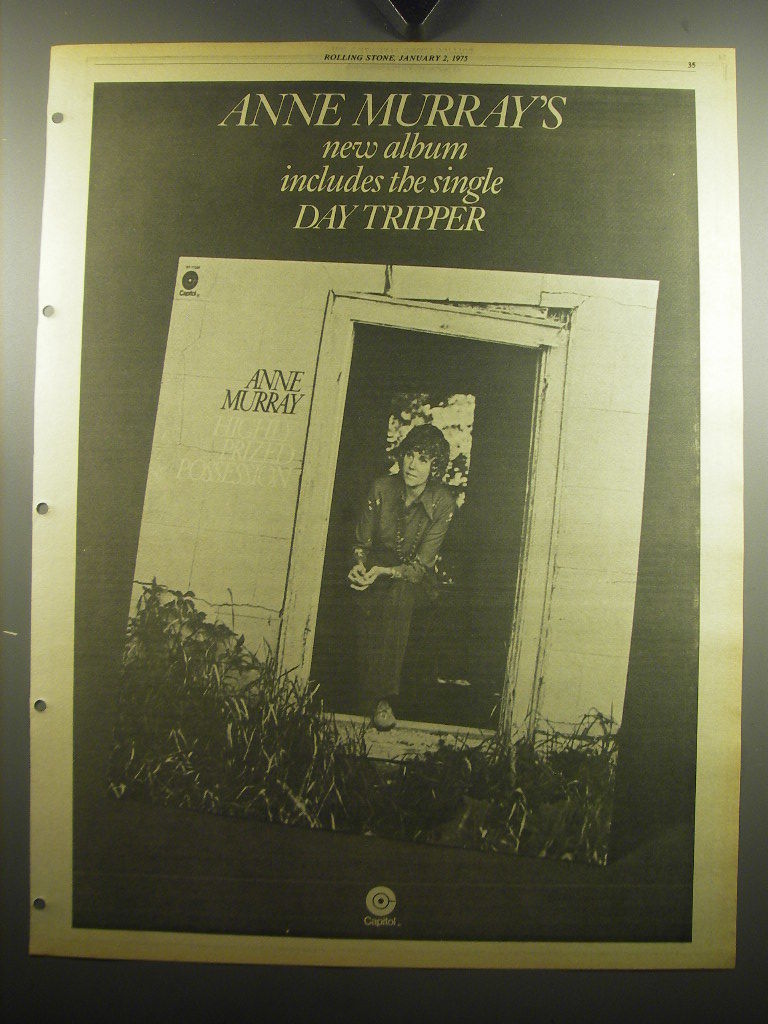 ROLLING STONE, JANUARY 2, 1975
35
ANNE MURRAY'S
new album
includes the single
DAY TRIPPER
Capitol
ANNE
MURRAY
HIGHLY
PRIZED
POSSESSION
Capitol